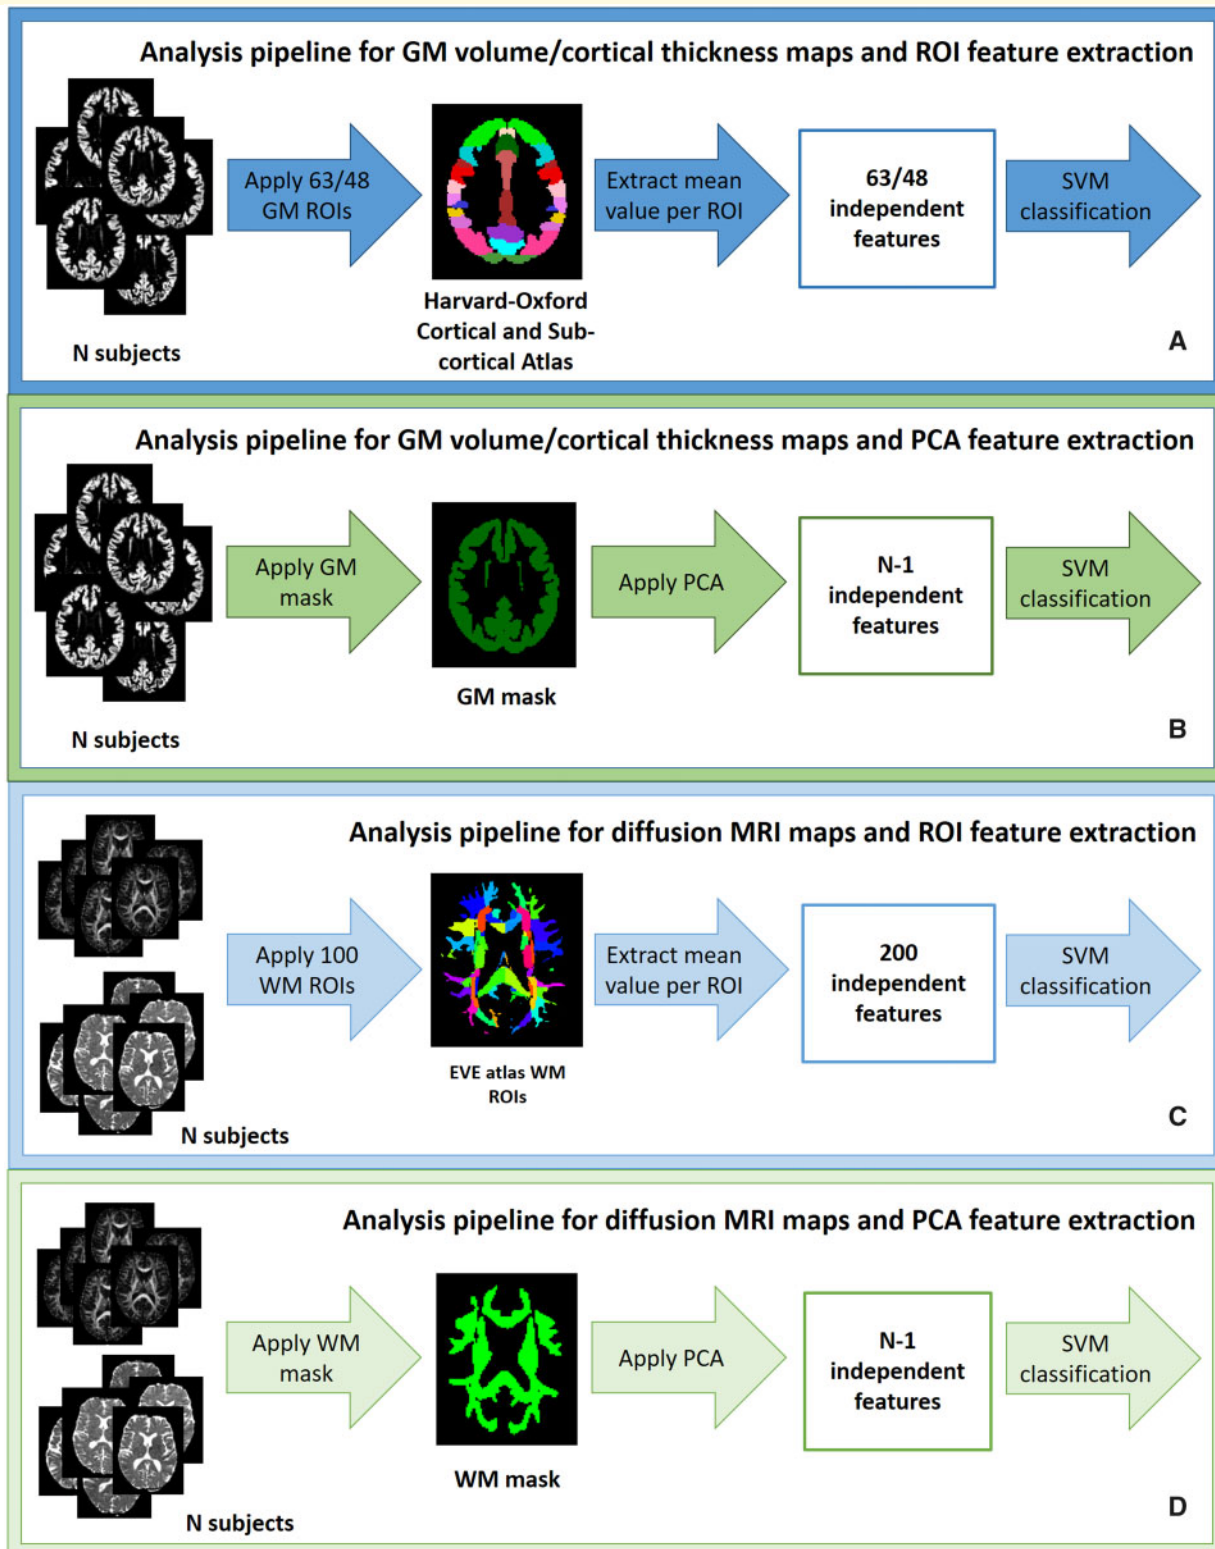 Analysis pipeline for GM volume/cortical thickness maps and ROI feature extraction
Apply 63/48
GM ROIs
Extract mean
value per ROI
63/48
independent
features
SVM
classification
Harvard-Oxford
Cortical and Sub-
cortical Atlas
N subjects
A
Analysis pipeline for GM volume/cortical thickness maps and PCA feature extraction
Apply GM
mask
Apply PCA
N-1
independent
features
SVM
classification
GM mask
N subjects
B
Analysis pipeline for diffusion MRI maps and ROI feature extraction
Apply 100
WM ROIs
Extract mean
value per ROI
200
independent
features
SVM
classification
EVE atlas WM
ROIs
N subjects
C
Analysis pipeline for diffusion MRI maps and PCA feature extraction
Apply WM
mask
Apply PCA
N-1
independent
features
SVM
classification
WM mask
N subjects
D